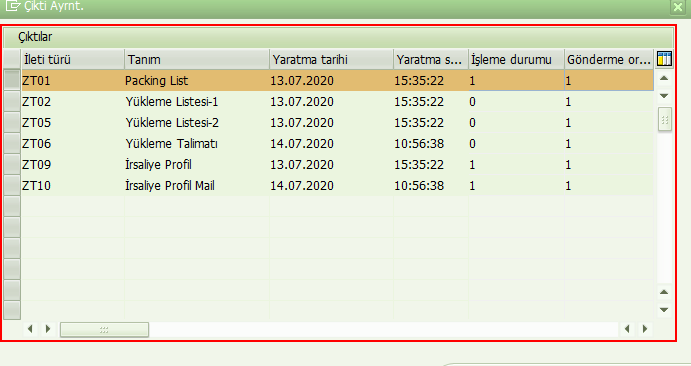 Çıkti Ayrnt.
Çıktılar
İleti türü Tanım Yaratma tarihi Yaratma s... İşleme durumu Gönderme or...
ZT01 Packing List 13.07.2020 15:35:22 1 1
ZT02 Yükleme Listesi-1 13.07.2020 15:35:22 0 1
ZT05 Yükleme Listesi-2 13.07.2020 15:35:22 0 1
ZT06 Yükleme Talimatı 14.07.2020 10:56:38 0 1
ZT09 İrsaliye Profil 13.07.2020 15:35:22 1 1
ZT10 İrsaliye Profil Mail 14.07.2020 10:56:38 1 1